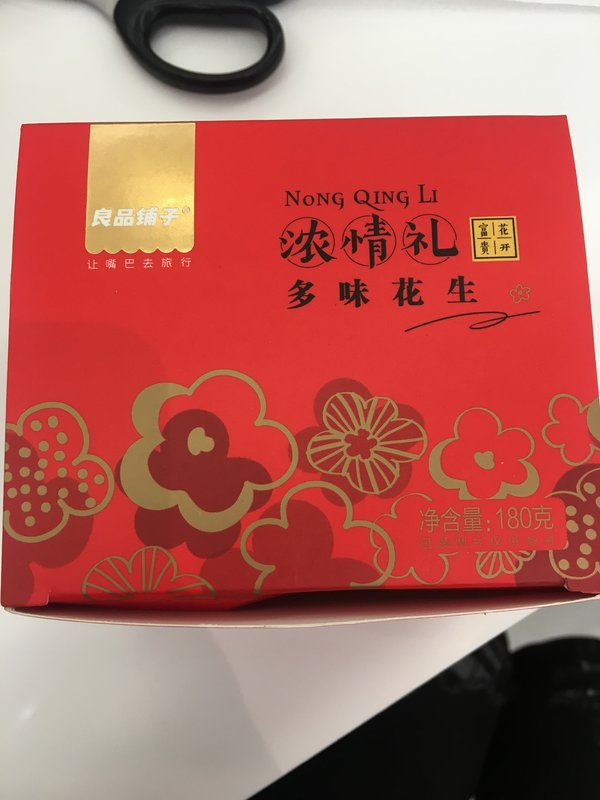 良品铺子®
让嘴巴去旅行
NONG QING LI
浓情礼
花开
富贵
多味花生
净含量:180克